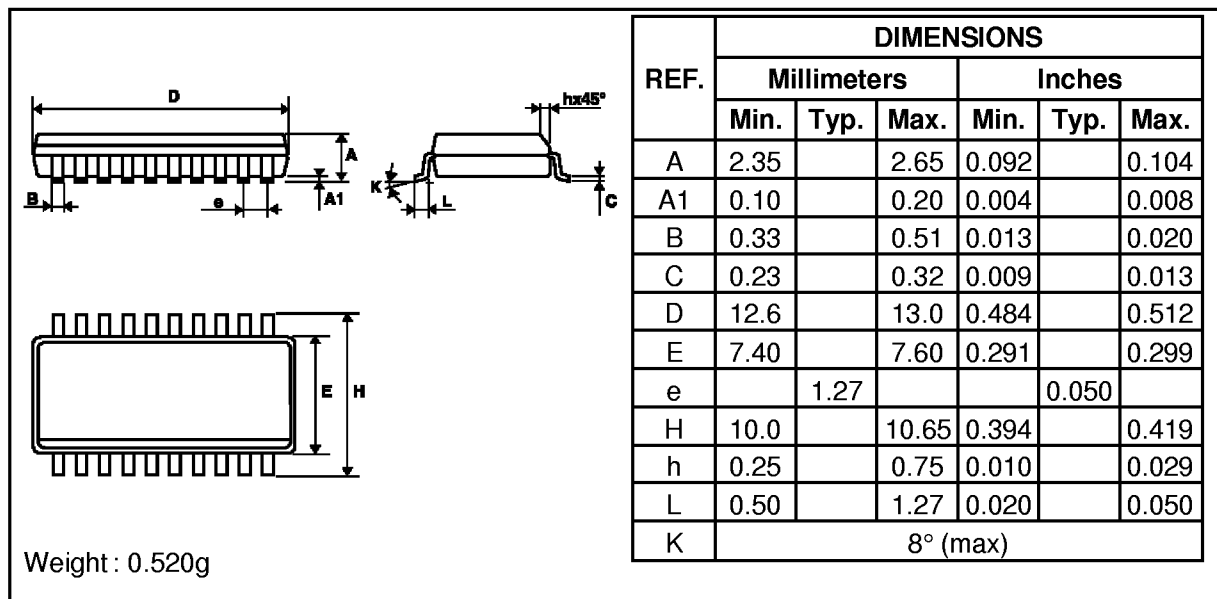 D
hx45°
A
K
B
e
A1
L
C
E
H
Weight : 0.520g
REF. DIMENSIONS
Millimeters Inches
Min. Typ. Max. Min. Typ. Max.
A 2.35 2.65 0.092 0.104
A1 0.10 0.20 0.004 0.008
B 0.33 0.51 0.013 0.020
C 0.23 0.32 0.009 0.013
D 12.6 13.0 0.484 0.512
E 7.40 7.60 0.291 0.299
e 1.27 0.050
H 10.0 10.65 0.394 0.419
h 0.25 0.75 0.010 0.029
L 0.50 1.27 0.020 0.050
K 8° (max)